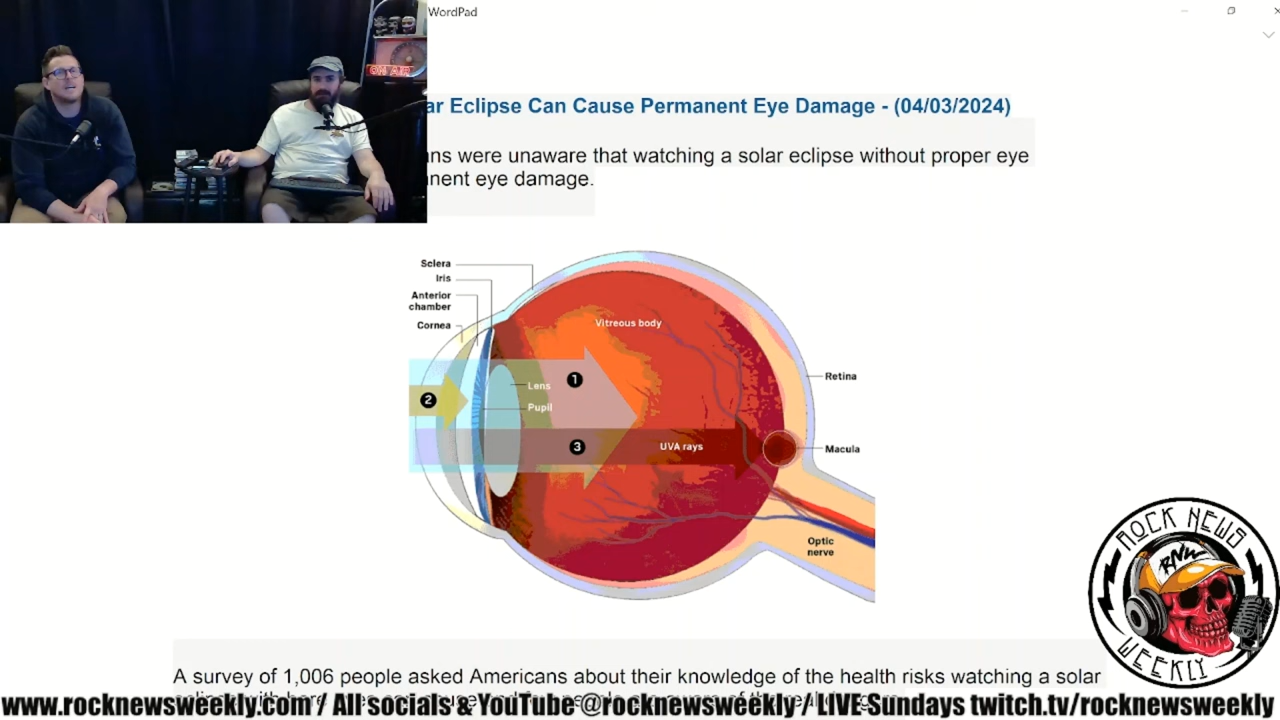 WordPad
ON AIR
ar Eclipse Can Cause Permanent Eye Damage - (04/03/2024)
ns were unaware that watching a solar eclipse without proper eye
nent eye damage.
Sclera
Iris
Anterior
chamber
Cornea
Vitreous body
1
Lens
2
Pupil
3
UVA rays
Retina
Macula
Optic
nerve
ROCK NEWS
RNW
WEEKLY
A survey of 1,006 people asked Americans about their knowledge of the health risks watching a solar
www.rocknewsweekly.com / All socials & YouTube @rocknewsweekly / LIVE Sundays twitch.tv/rocknewsweekly